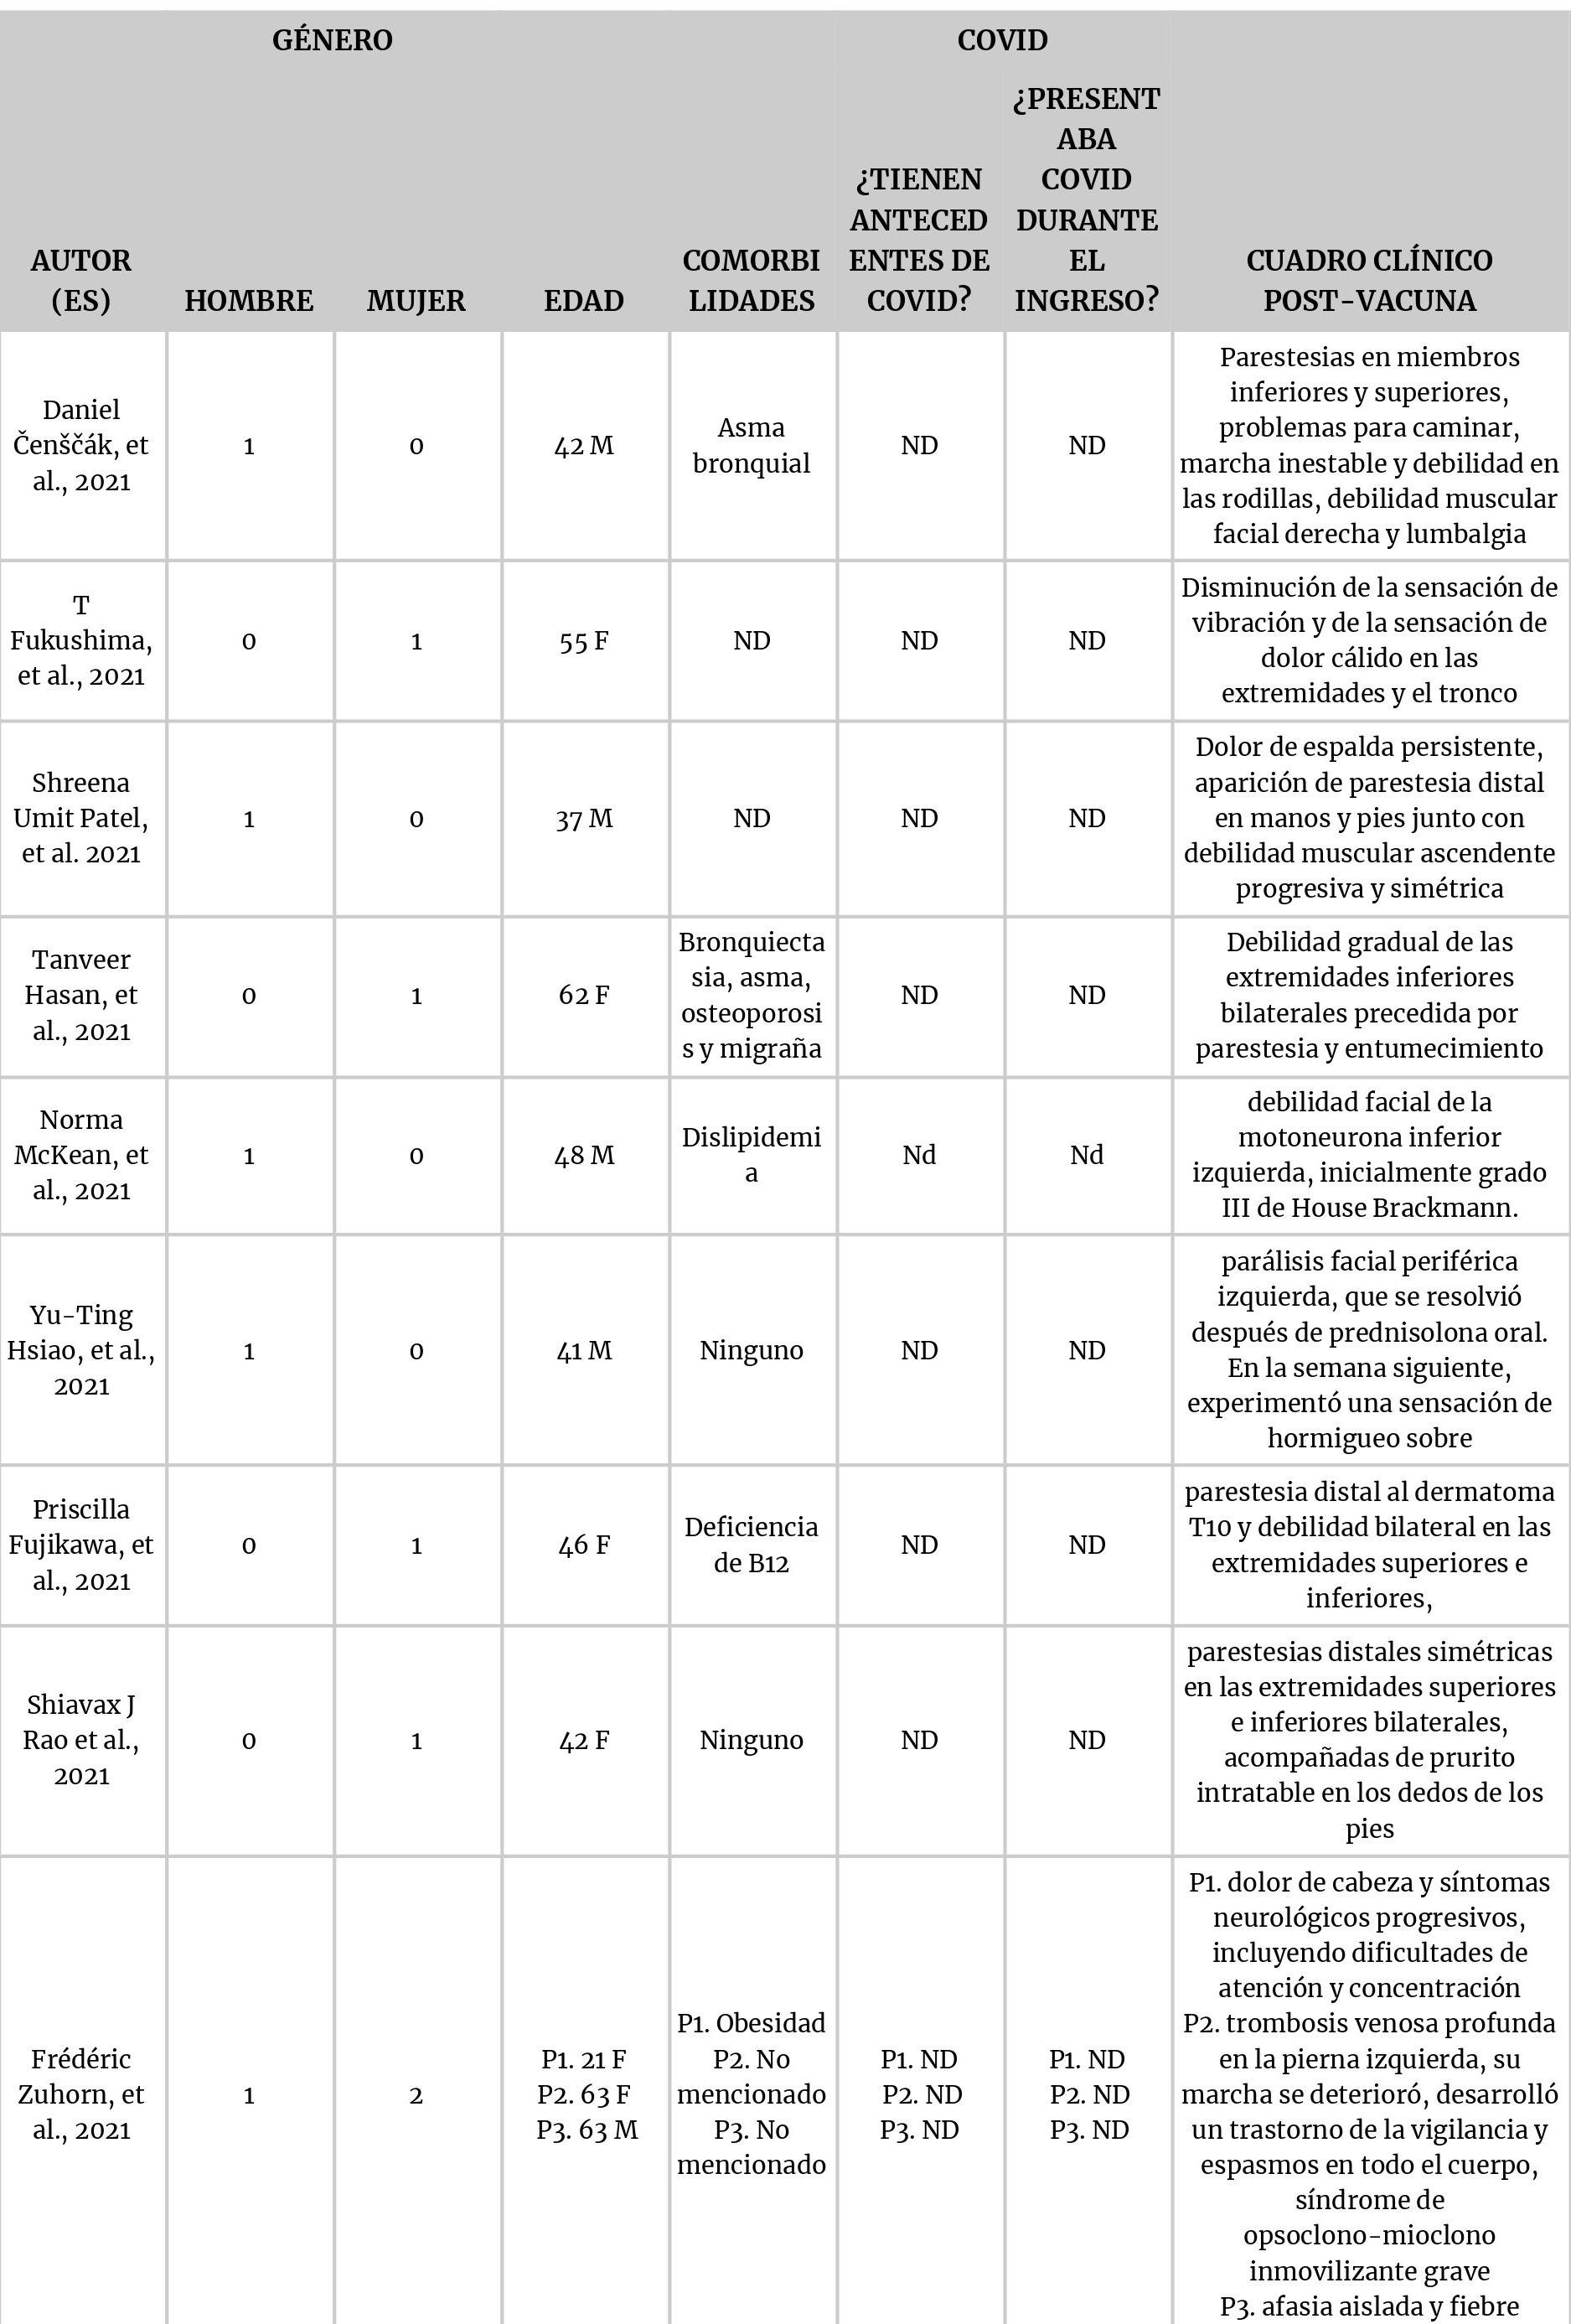 GÉNERO
COVID
AUTOR
(ES)
HOMBRE
MUJER
EDAD
COMORBI
LIDADES
¿TIENEN
ANTECED
ENTES DE
COVID?
¿PRESENT
ABA
COVID
DURANTE
EL
INGRESO?
CUADRO CLÍNICO
POST-VACUNA
Daniel
Čenščák, et
al., 2021
1
0
42 M
Asma
bronquial
ND
ND
Parestesias en miembros
inferiores y superiores,
problemas para caminar,
marcha inestable y debilidad en
las rodillas, debilidad muscular
facial derecha y lumbalgia
T
Fukushima,
et al., 2021
0
1
55 F
ND
ND
ND
Disminución de la sensación de
vibración y de la sensación de
dolor cálido en las
extremidades y el tronco
Shreena
Umit Patel,
et al. 2021
1
0
37 M
ND
ND
ND
Dolor de espalda persistente,
aparición de parestesia distal
en manos y pies junto con
debilidad muscular ascendente
progresiva y simétrica
Tanveer
Hasan, et
al., 2021
0
1
62 F
Bronquiecta
sia, asma,
osteoporosi
s y migraña
ND
ND
Debilidad gradual de las
extremidades inferiores
bilaterales precedida por
parestesia y entumecimiento
Norma
McKean, et
al., 2021
1
0
48 M
Dislipidemi
a
Nd
Nd
debilidad facial de la
motoneurona inferior
izquierda, inicialmente grado
III de House Brackmann.
Yu-Ting
Hsiao, et al.,
2021
1
0
41 M
Ninguno
ND
ND
parálisis facial periférica
izquierda, que se resolvió
después de prednisolona oral.
En la semana siguiente,
experimentó una sensación de
hormigueo sobre
Priscilla
Fujikawa, et
al., 2021
0
1
46 F
Deficiencia
de B12
ND
ND
parestesia distal al dermatoma
T10 y debilidad bilateral en las
extremidades superiores e
inferiores,
Shiavax J
Rao et al.,
2021
0
1
42 F
Ninguno
ND
ND
parestesias distales simétricas
en las extremidades superiores
e inferiores bilaterales,
acompañadas de prurito
intratable en los dedos de los
pies
Frédéric
Zuhorn, et
al., 2021
1
2
P1. 21 F
P2. 63 F
P3. 63 M
P1. Obesidad
P2. No
mencionado
P3. No
mencionado
P1. ND
P2. ND
P3. ND
P1. ND
P2. ND
P3. ND
P1. dolor de cabeza y síntomas
neurológicos progresivos,
incluyendo dificultades de
atención y concentración
P2. trombosis venosa profunda
en la pierna izquierda, su
marcha se deterioró, desarrolló
un trastorno de la vigilancia y
espasmos en todo el cuerpo,
síndrome de
opsoclono-mioclono
inmovilizante grave
P3. afasia aislada y fiebre